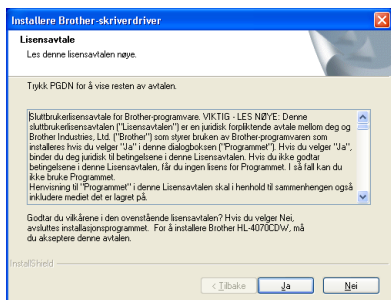 Installere Brother-skriverdriver
Lisensavtale
Les denne lisensavtalen nøye.
Trykk PGDN for å vise resten av avtalen.
Sluttbrukerlisensavtale for Brother-programvare. VIKTIG - LES NØYE: Denne
sluttbrukerlisensavtalen ("Lisensavtalen") er en juridisk forpliktende avtale mellom deg og
Brother Industries, Ltd. ("Brother") som styrer bruken av Brother-programvaren som
installeres hvis du velger "Ja" i denne dialogboksen ("Programmet"). Hvis du velger "Ja",
binder du deg juridisk til betingelsene i denne Lisensavtalen. Hvis du ikke godtar
betingelsene i denne Lisensavtalen, får du ingen lisens for Programmet. I så fall kan du
ikke bruke Programmet.
Henvisning til "Programmet" i denne Lisensavtalen skal i henhold til sammenhengen også
inkludere mediet det er lagret på.
Godtar du vilkårene i den ovenstående lisensavtalen? Hvis du velger Nei,
avsluttes installasjonsprogrammet. For å installere Brother HL-4070CDW, må
du akseptere denne avtalen.
InstallShield
< Tilbake
Ja
Nei